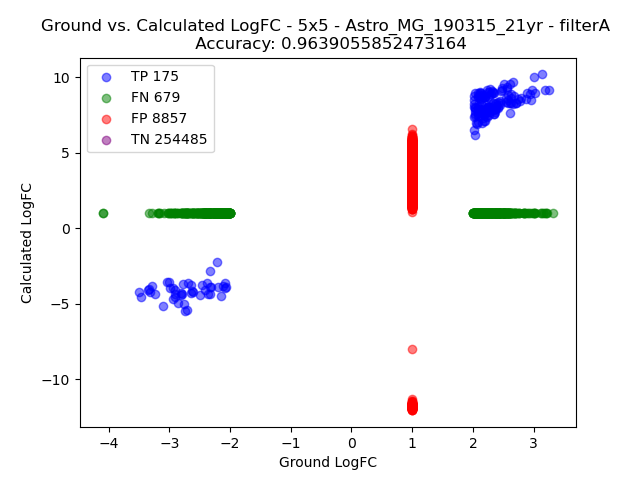 Ground vs. Calculated LogFC - 5x5 - Astro_MG_190315_21yr - filterA
Accuracy: 0.9639055852473164
TP 175
FN 679
FP 8857
TN 254485
10
5
0
−5
−10
Calculated LogFC
−4
−3
−2
−1
0
1
2
3
Ground LogFC